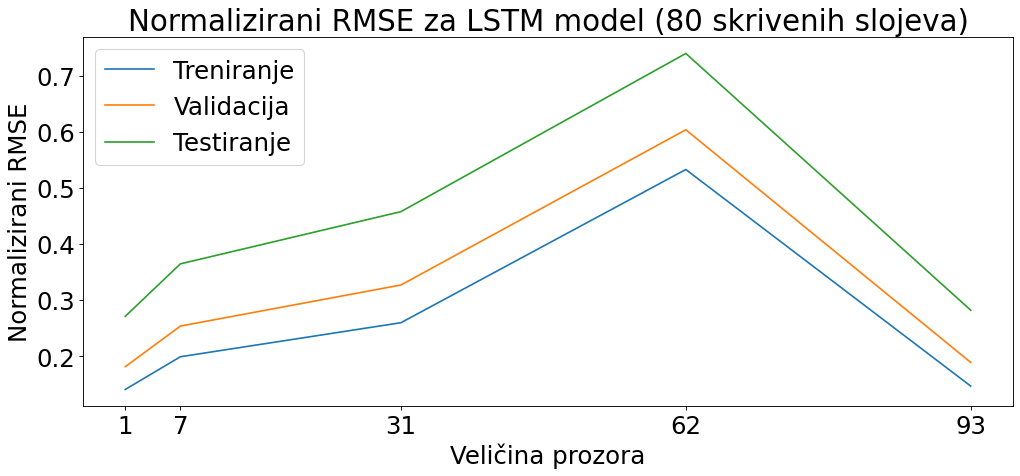 Normalizirani RMSE za LSTM model (80 skrivenih slojeva)
Treniranje
Validacija
Testiranje
Normalizirani RMSE
0.7
0.6
0.5
0.4
0.3
0.2
1 7 31 62 93
Veličina prozora